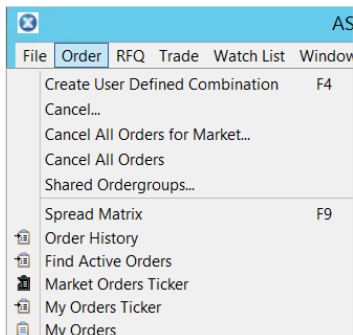 AS
File Order RFQ Trade Watch List Window
Create User Defined Combination F4
Cancel...
Cancel All Orders for Market...
Cancel All Orders
Shared Ordergroups...
Spread Matrix F9
Order History
Find Active Orders
Market Orders Ticker
My Orders Ticker
My Orders